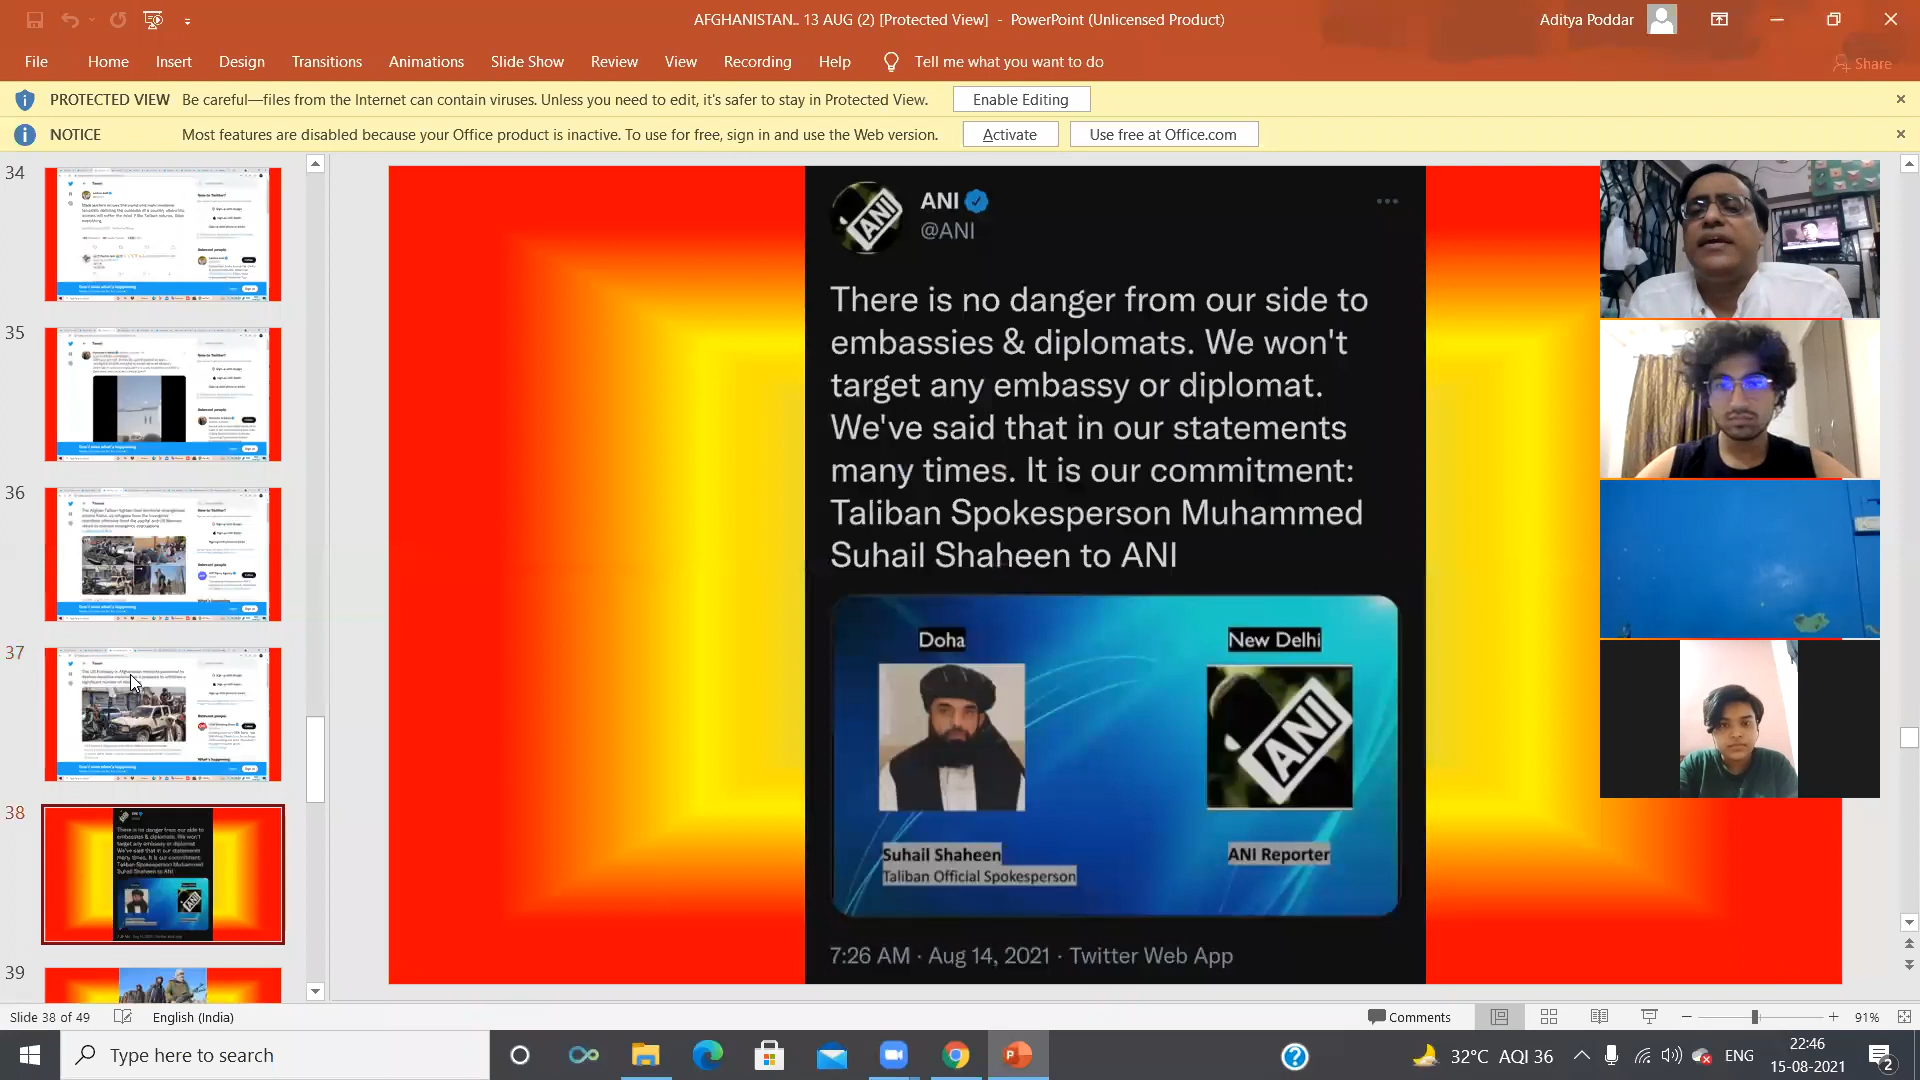 AFGHANISTAN.. 13 AUG (2) [Protected View] - PowerPoint (Unlicensed Product)
Aditya Poddar
File Home Insert Design Transitions Animations Slide Show Review View Recording Help Tell me what you want to do
Share
PROTECTED VIEW Be careful—files from the Internet can contain viruses. Unless you need to edit, it's safer to stay in Protected View. Enable Editing
NOTICE Most features are disabled because your Office product is inactive. To use for free, sign in and use the Web version. Activate Use free at Office.com
34
35
36
37
38
39
ANI
@ANI
There is no danger from our side to
embassies & diplomats. We won't
target any embassy or diplomat.
We've said that in our statements
many times. It is our commitment:
Taliban Spokesperson Muhammed
Suhail Shaheen to ANI
Doha
New Delhi
ANI
Suhail Shaheen
Taliban Official Spokesperson
ANI Reporter
7:26 AM · Aug 14, 2021 · Twitter Web App
Slide 38 of 49 English (India)
Comments
91%
Type here to search
32°C AQI 36
ENG
22:46
15-08-2021
2